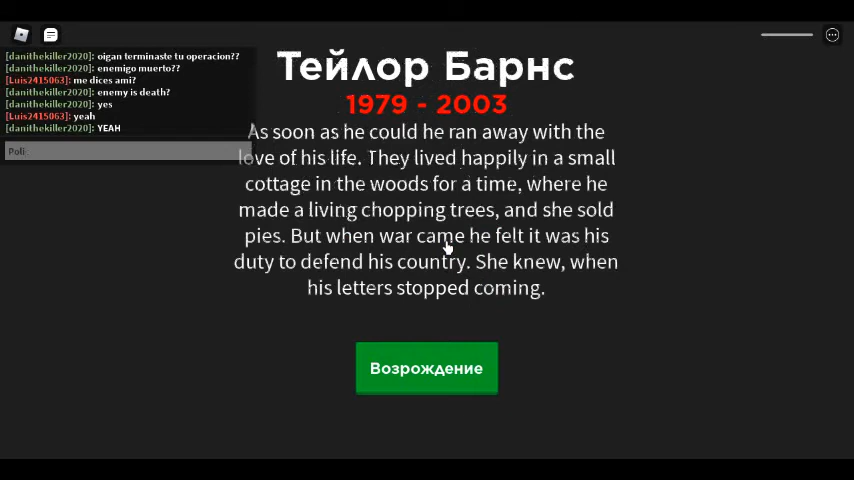 [danithekiller2020]: oigan terminaste tu operacion??
[danithekiller2020]: enemigo muerto??
[Luis2415063]: me dices ami?
[danithekiller2020]: enemy is death?
[danithekiller2020]: yes
[Luis2415063]: yeah
[danithekiller2020]: YEAH
Poli
Тейлор Барнс
1979 - 2003
As soon as he could he ran away with the
love of his life. They lived happily in a small
cottage in the woods for a time, where he
made a living chopping trees, and she sold
pies. But when war came he felt it was his
duty to defend his country. She knew, when
his letters stopped coming.
Возрождение